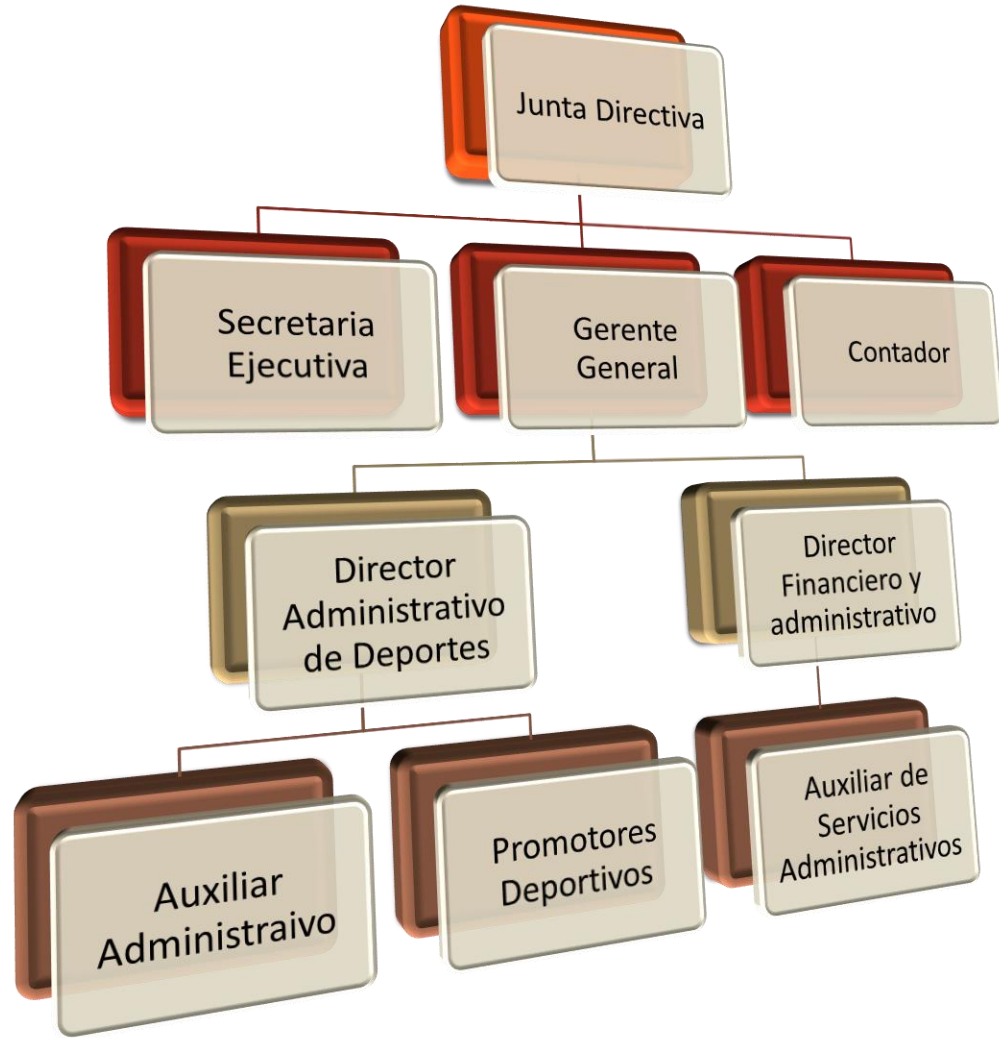 Junta Directiva
Secretaria
Ejecutiva
Gerente
General
Contador
Director
Administrativo
de Deportes
Director
Financiero y
administrativo
Auxiliar
Administraivo
Promotores
Deportivos
Auxiliar de
Servicios
Administrativos